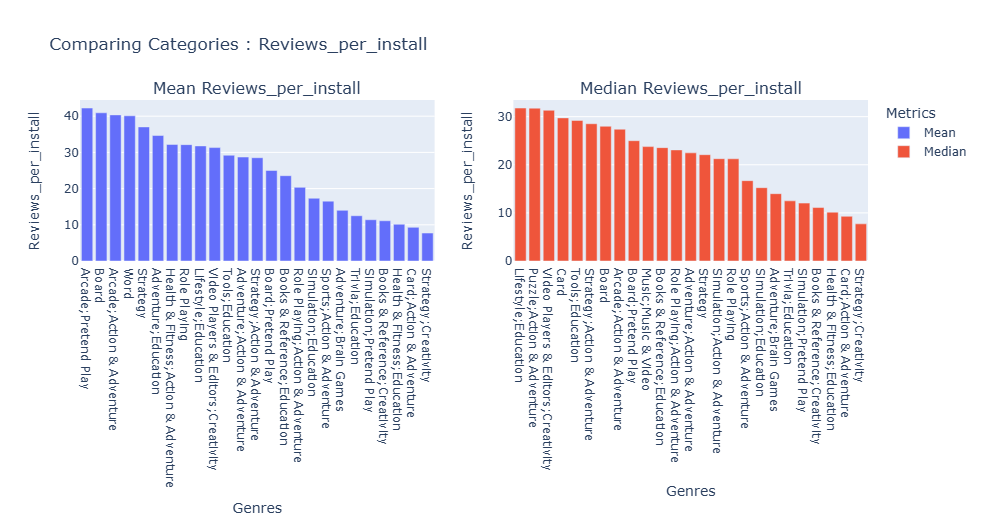 Comparing Categories : Reviews_per_install
Mean Reviews_per_install
Reviews_per_install
40
30
20
10
0
Arcade;Pretend Play
Board
Arcade;Action & Adventure
Word
Strategy
Adventure;Education
Health & Fitness;Action & Adventure
Role Playing
Lifestyle;Education
Video Players & Editors;Creativity
Tools;Education
Adventure;Action & Adventure
Strategy;Action & Adventure
Board;Pretend Play
Books & Reference;Education
Role Playing;Action & Adventure
Simulation;Education
Sports;Action & Adventure
Adventure;Brain Games
Trivia;Education
Simulation;Pretend Play
Books & Reference;Creativity
Health & Fitness;Education
Card;Action & Adventure
Strategy;Creativity
Genres
Median Reviews_per_install
Reviews_per_install
30
20
10
0
Lifestyle;Education
Puzzle;Action & Adventure
Video Players & Editors;Creativity
Card
Tools;Education
Strategy;Action & Adventure
Board
Arcade;Action & Adventure
Board;Pretend Play
Music;Music & Video
Books & Reference;Education
Role Playing;Action & Adventure
Adventure;Action & Adventure
Strategy
Simulation;Action & Adventure
Role Playing
Sports;Action & Adventure
Simulation;Education
Adventure;Brain Games
Trivia;Education
Simulation;Pretend Play
Books & Reference;Creativity
Health & Fitness;Education
Card;Action & Adventure
Strategy;Creativity
Genres
Metrics
Mean
Median